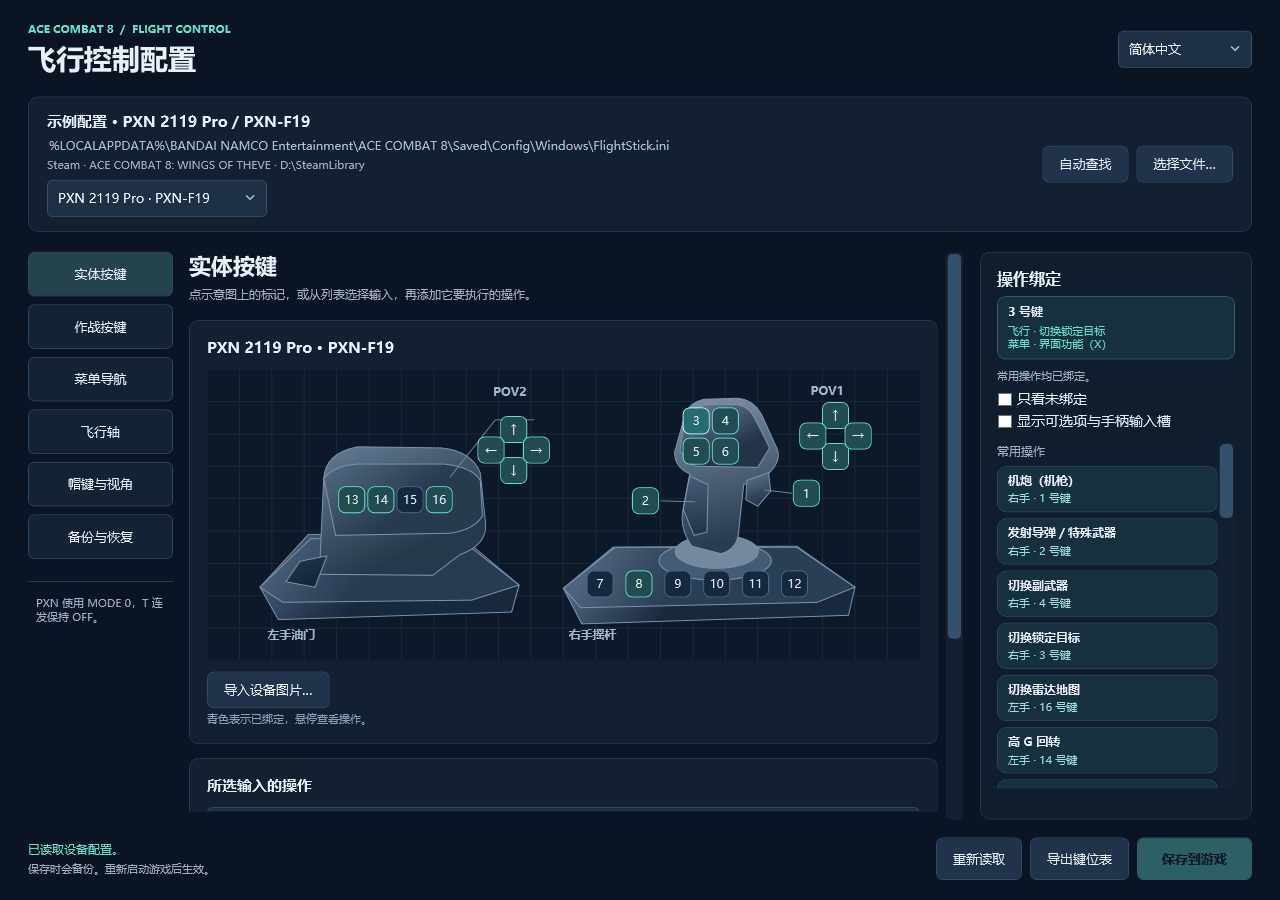 ACE COMBAT 8 / FLIGHT CONTROL
飞行控制配置
简体中文
示例配置 • PXN 2119 Pro / PXN-F19
%LOCALAPPDATA%\BANDAI NAMCO Entertainment\ACE COMBAT 8\Saved\Config\Windows\FlightStick.ini
Steam · ACE COMBAT 8: WINGS OF THEVE · D:\SteamLibrary
PXN 2119 Pro · PXN-F19
自动查找
选择文件...
实体按键
作战按键
菜单导航
飞行轴
帽键与视角
备份与恢复
PXN 使用 MODE 0，T 连
发保持 OFF。
实体按键
点示意图上的标记，或从列表选择输入，再添加它要执行的操作。
PXN 2119 Pro • PXN-F19
POV2
↑
← →
↓
13 14 15 16
左手油门
POV1
↑
← →
↓
3 4
5 6
2
1
7 8 9 10 11 12
右手摇杆
导入设备图片...
青色表示已绑定，悬停查看操作。
所选输入的操作
操作绑定
3 号键
飞行 · 切换锁定目标
菜单 · 界面功能（X）
常用操作均已绑定。
只看未绑定
显示可选项与手柄输入槽
常用操作
机炮（机枪）
右手 · 1 号键
发射导弹 / 特殊武器
右手 · 2 号键
切换副武器
右手 · 4 号键
切换锁定目标
右手 · 3 号键
切换雷达地图
左手 · 16 号键
高 G 回转
左手 · 14 号键
已读取设备配置。
保存时会备份。重新启动游戏后生效。
重新读取
导出键位表
保存到游戏